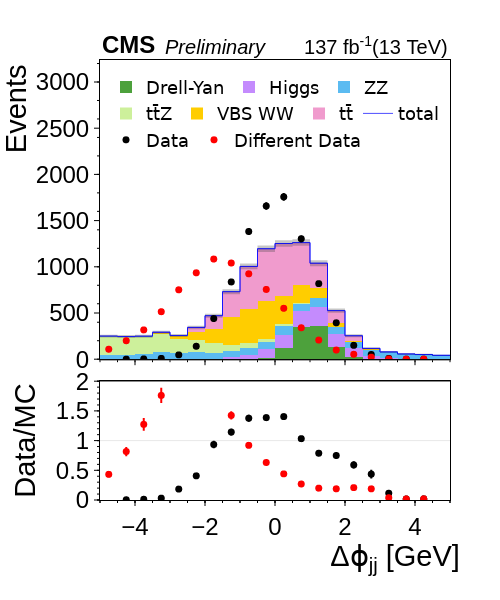 CMS Preliminary 137 fb⁻¹(13 TeV)
Events
3000
2500
2000
1500
1000
500
0
Drell-Yan Higgs ZZ
tt̄Z VBS WW tt̄ total
Data Different Data
Data/MC
2
1.5
1
0.5
0
−4 −2 0 2 4
Δϕjj [GeV]